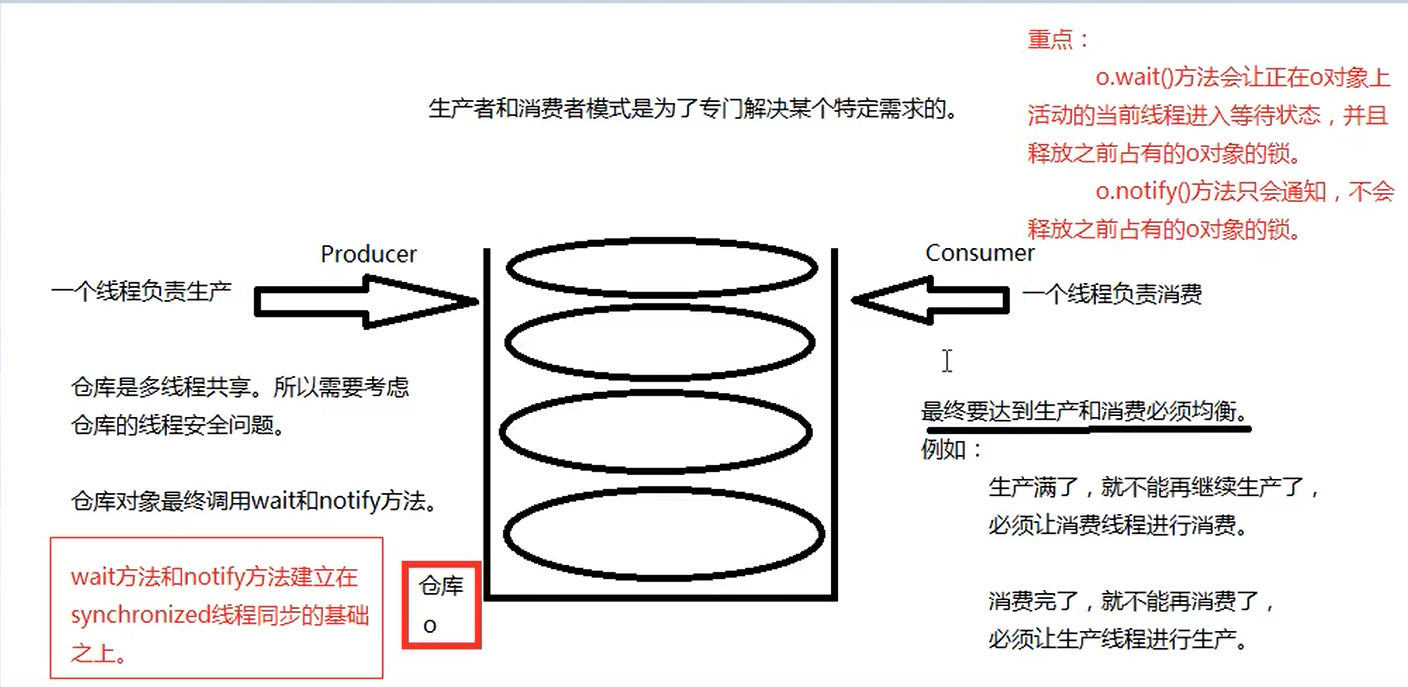 重点：
o.wait()方法会让正在o对象上
活动的当前线程进入等待状态，并且
释放之前占有的o对象的锁。
o.notify()方法只会通知，不会
释放之前占有的o对象的锁。
生产者和消费者模式是为了专门解决某个特定需求的。
Producer
一个线程负责生产
Consumer
一个线程负责消费
仓库是多线程共享。所以需要考虑
仓库的线程安全问题。
仓库对象最终调用wait和notify方法。
wait方法和notify方法建立在
synchronized线程同步的基础
之上。
仓库
o
最终要达到生产和消费必须均衡。
例如：
生产满了，就不能再继续生产了，
必须让消费线程进行消费。
消费完了，就不能再消费了，
必须让生产线程进行生产。